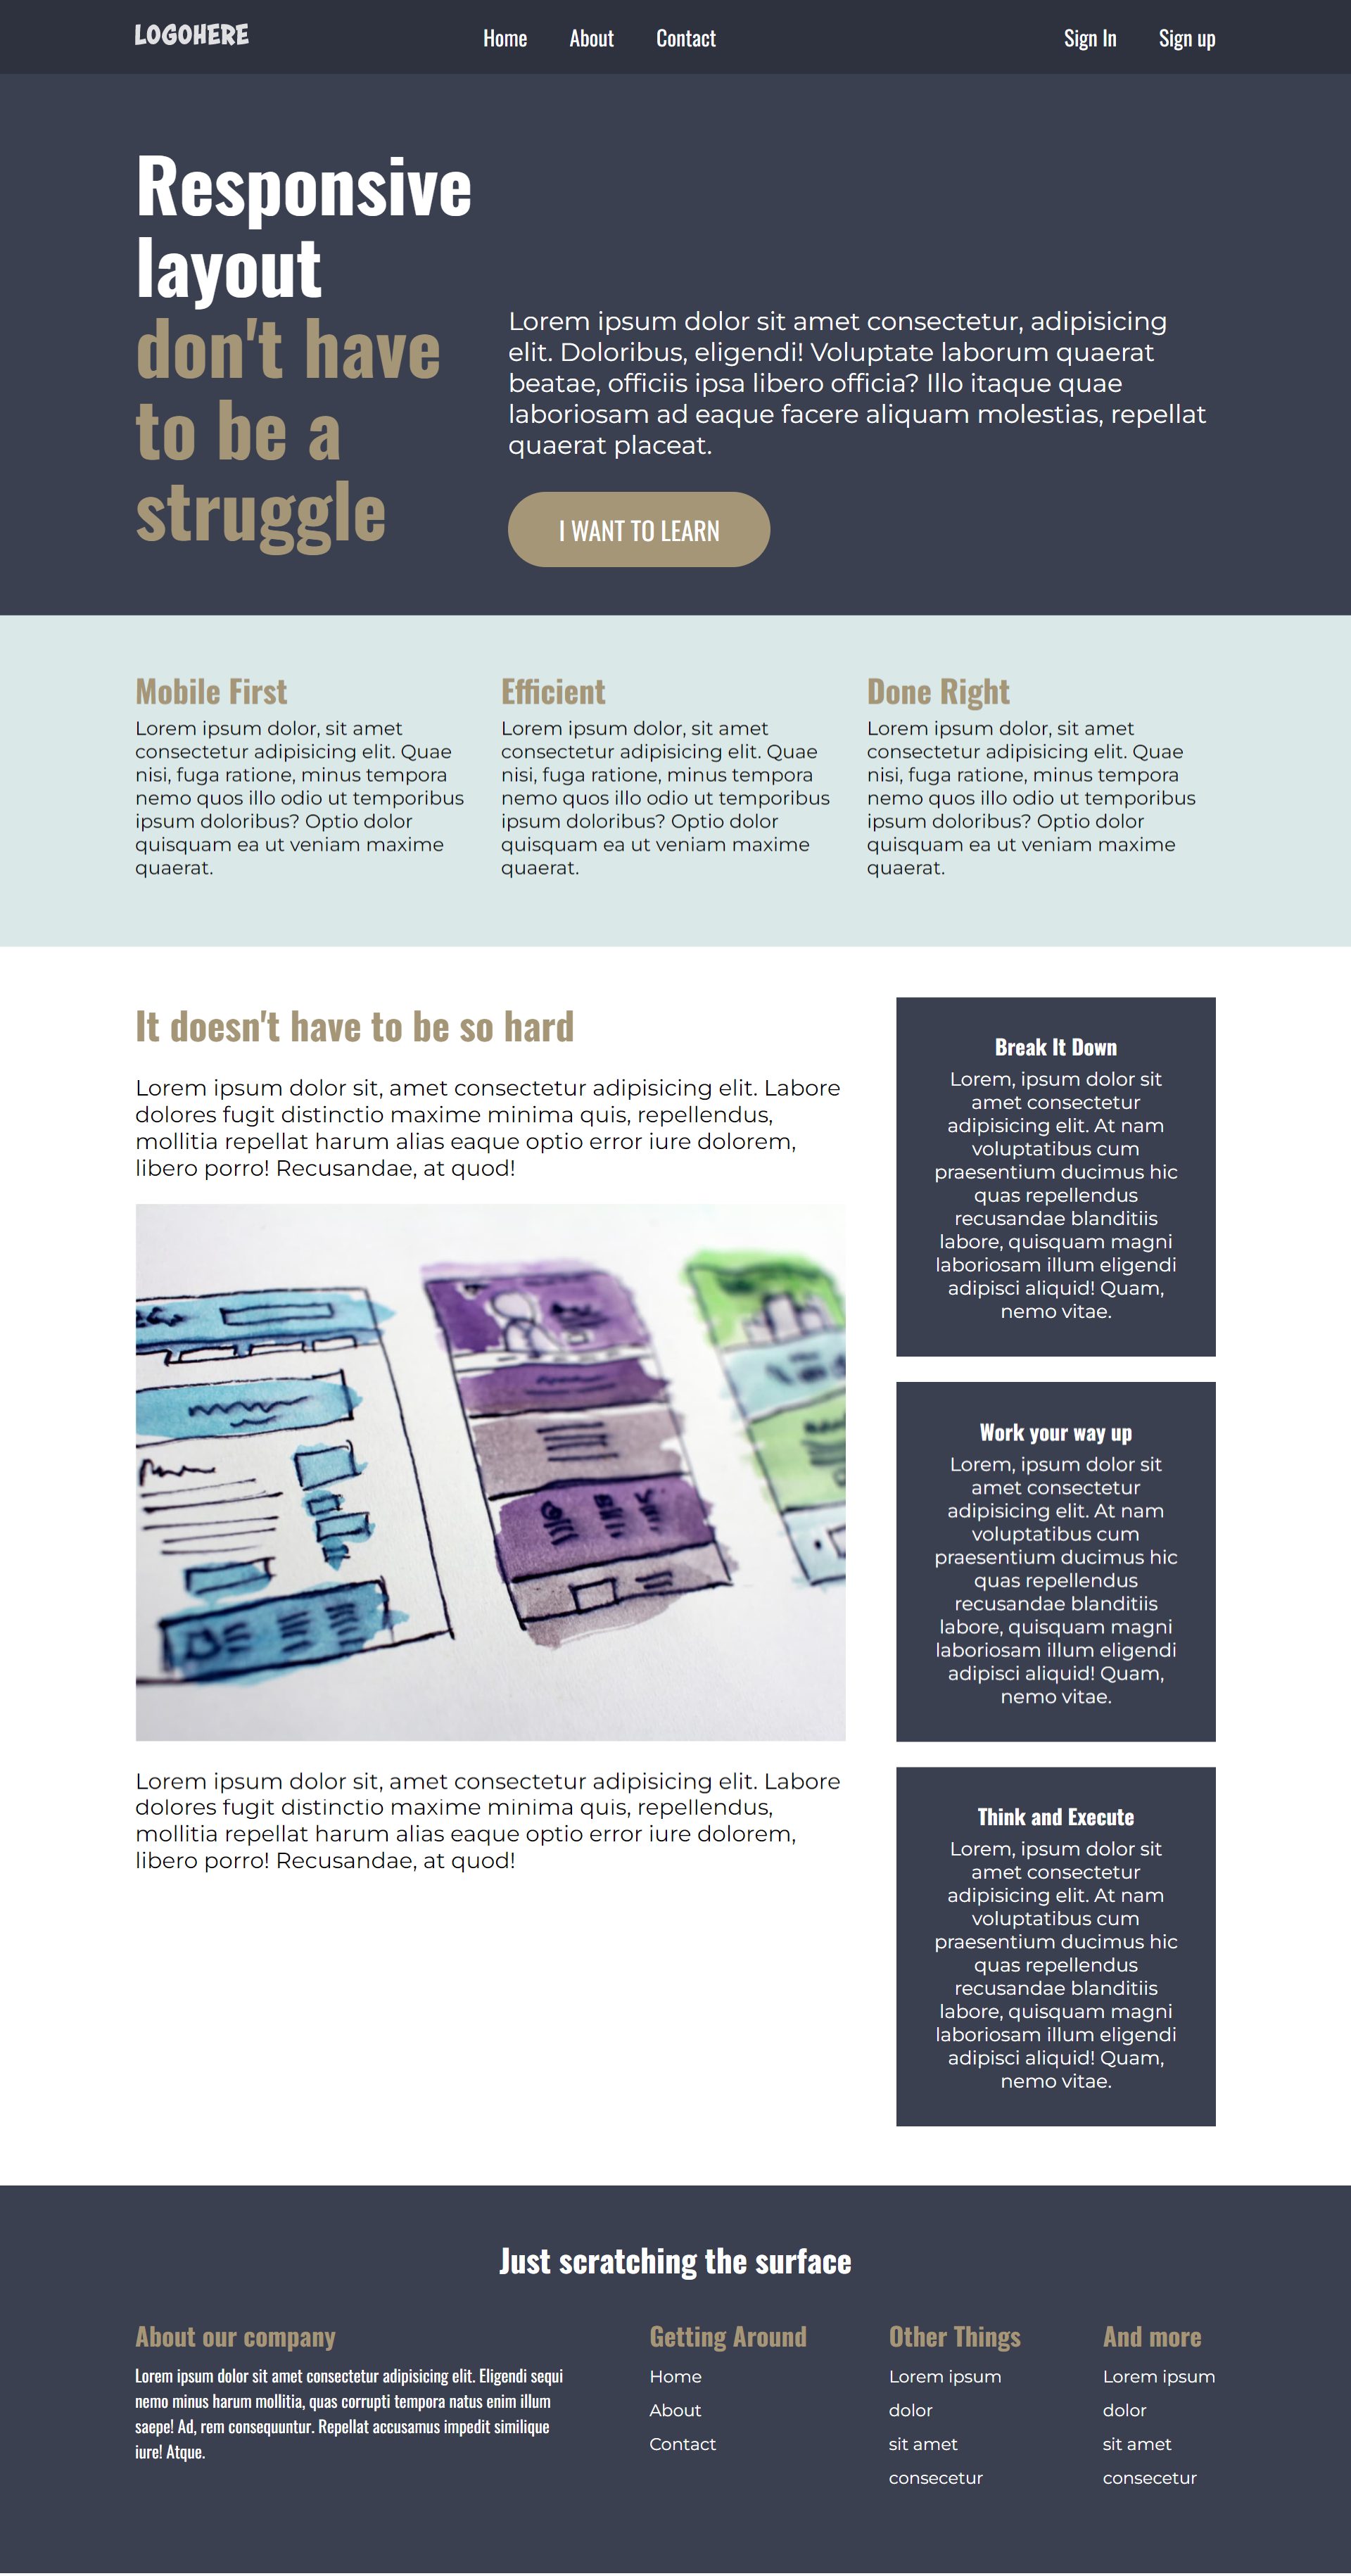 LOGOHERE
Home About Contact
Sign In Sign up
Responsive
layout
don't have
to be a
struggle
Lorem ipsum dolor sit amet consectetur, adipisicing
elit. Doloribus, eligendi! Voluptate laborum quaerat
beatae, officiis ipsa libero officia? Illo itaque quae
laboriosam ad eaque facere aliquam molestias, repellat
quaerat placeat.
I WANT TO LEARN
Mobile First
Lorem ipsum dolor, sit amet
consectetur adipisicing elit. Quae
nisi, fuga ratione, minus tempora
nemo quos illo odio ut temporibus
ipsum doloribus? Optio dolor
quisquam ea ut veniam maxime
quaerat.
Efficient
Lorem ipsum dolor, sit amet
consectetur adipisicing elit. Quae
nisi, fuga ratione, minus tempora
nemo quos illo odio ut temporibus
ipsum doloribus? Optio dolor
quisquam ea ut veniam maxime
quaerat.
Done Right
Lorem ipsum dolor, sit amet
consectetur adipisicing elit. Quae
nisi, fuga ratione, minus tempora
nemo quos illo odio ut temporibus
ipsum doloribus? Optio dolor
quisquam ea ut veniam maxime
quaerat.
It doesn't have to be so hard
Lorem ipsum dolor sit, amet consectetur adipisicing elit. Labore
dolores fugit distinctio maxime minima quis, repellendus,
mollitia repellat harum alias eaque optio error iure dolorem,
libero porro! Recusandae, at quod!
Lorem ipsum dolor sit, amet consectetur adipisicing elit. Labore
dolores fugit distinctio maxime minima quis, repellendus,
mollitia repellat harum alias eaque optio error iure dolorem,
libero porro! Recusandae, at quod!
Break It Down
Lorem, ipsum dolor sit
amet consectetur
adipisicing elit. At nam
voluptatibus cum
praesentium ducimus hic
quas repellendus
recusandae blanditiis
labore, quisquam magni
laboriosam illum eligendi
adipisci aliquid! Quam,
nemo vitae.
Work your way up
Lorem, ipsum dolor sit
amet consectetur
adipisicing elit. At nam
voluptatibus cum
praesentium ducimus hic
quas repellendus
recusandae blanditiis
labore, quisquam magni
laboriosam illum eligendi
adipisci aliquid! Quam,
nemo vitae.
Think and Execute
Lorem, ipsum dolor sit
amet consectetur
adipisicing elit. At nam
voluptatibus cum
praesentium ducimus hic
quas repellendus
recusandae blanditiis
labore, quisquam magni
laboriosam illum eligendi
adipisci aliquid! Quam,
nemo vitae.
Just scratching the surface
About our company
Lorem ipsum dolor sit amet consectetur adipisicing elit. Eligendi sequi
nemo minus harum mollitia, quas corrupti tempora natus enim illum
saepe! Ad, rem consequuntur. Repellat accusamus impedit similique
iure! Atque.
Getting Around
Home
About
Contact
Other Things
Lorem ipsum
dolor
sit amet
consecetur
And more
Lorem ipsum
dolor
sit amet
consecetur